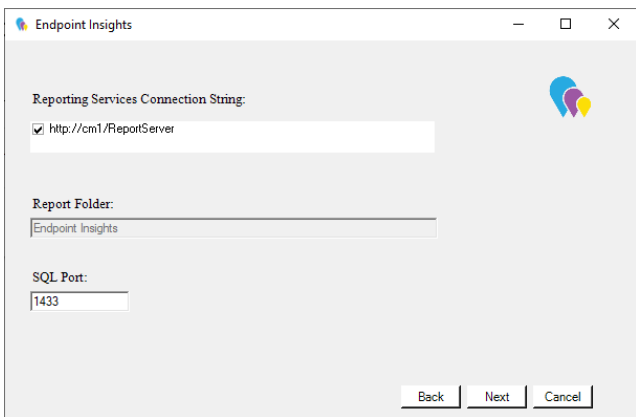 Endpoint Insights
Reporting Services Connection String:
http://cm1/ReportServer
Report Folder:
Endpoint Insights
SQL Port:
1433
Back Next Cancel